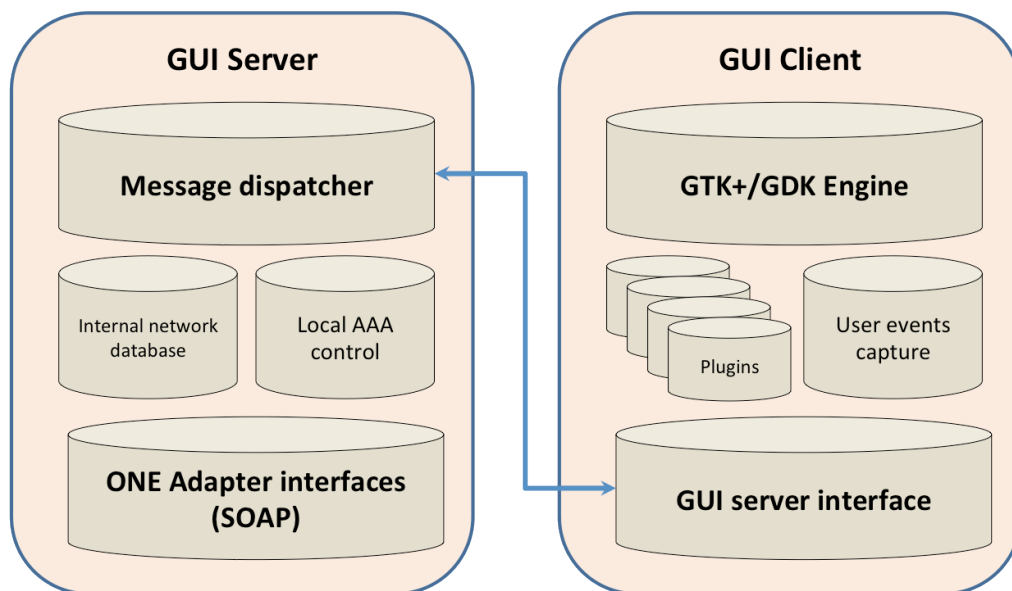 GUI Server
Message dispatcher
Internal network
database
Local AAA
control
ONE Adapter interfaces
(SOAP)
GUI Client
GTK+/GDK Engine
Plugins
User events
capture
GUI server interface